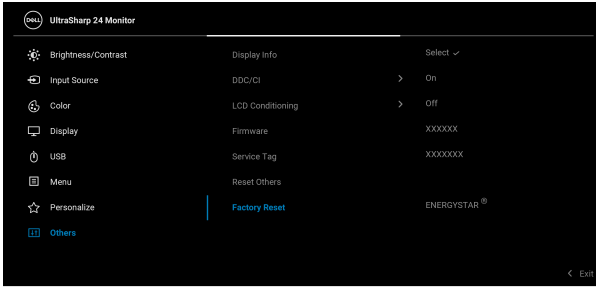 DELL UltraSharp 24 Monitor
Brightness/Contrast Display Info Select ✓
Input Source DDC/CI > On
Color LCD Conditioning > Off
Display Firmware XXXXXX
USB Service Tag XXXXXXX
Menu Reset Others
Personalize Factory Reset ENERGYSTAR ®
Others
< Exit